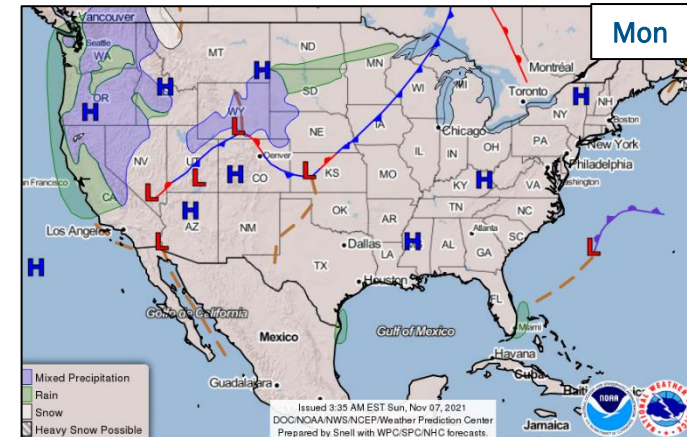 Mon
Vancouver
Seattle
WA
MT
ND
MN
Montréal
OR
SD
WI
MI
Toronto
NH
WY
NY
Boston
NE
IA
Chicago
New York
NV
UT
Denver
IL
IN
OH
PA
Philadelphia
San Francisco
CO
KS
MO
KY
VA
Washington
CA
TN
NC
Los Angeles
AZ
NM
OK
AR
Atlanta
SC
Dallas
LA
AL
GA
TX
Houston
FL
Golfo de California
Mexico
Gulf of Mexico
Miami
Havana
Cuba
Guadalajara
Jamaica
H
H
H
H
H
H
H
H
H
L
L
L
L
L
L
Mixed Precipitation
Rain
Snow
Heavy Snow Possible
Issued 3:35 AM EST Sun, Nov 07, 2021
DOC/NOAA/NWS/NCEP/Weather Prediction Center
Prepared by Snell with WPC/SPC/NHC forecasts.
NOAA